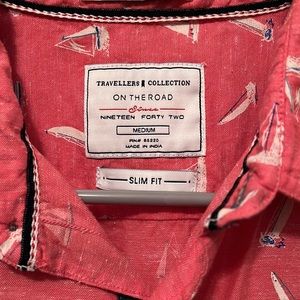 TRAVELLERS COLLECTION
ON THE ROAD
Since
NINETEEN FORTY TWO
MEDIUM
MADE IN INDIA
SLIM FIT